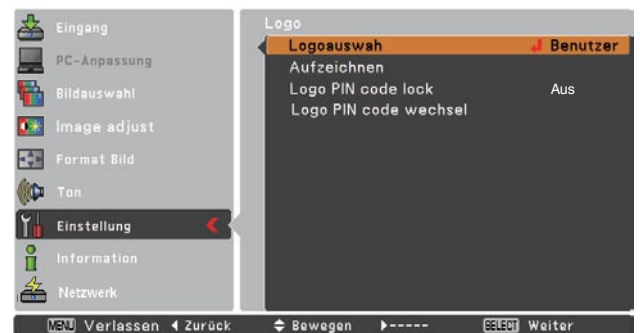 Eingang
PC-Anpassung
Bildauswahl
Image adjust
Format Bild
Ton
Einstellung
Information
Netzwerk
Logo
Logoauswah Benutzer
Aufzeichnen
Logo PIN code lock Aus
Logo PIN code wechsel
MENU Verlassen Zurück Bewegen ----- SELECT Weiter